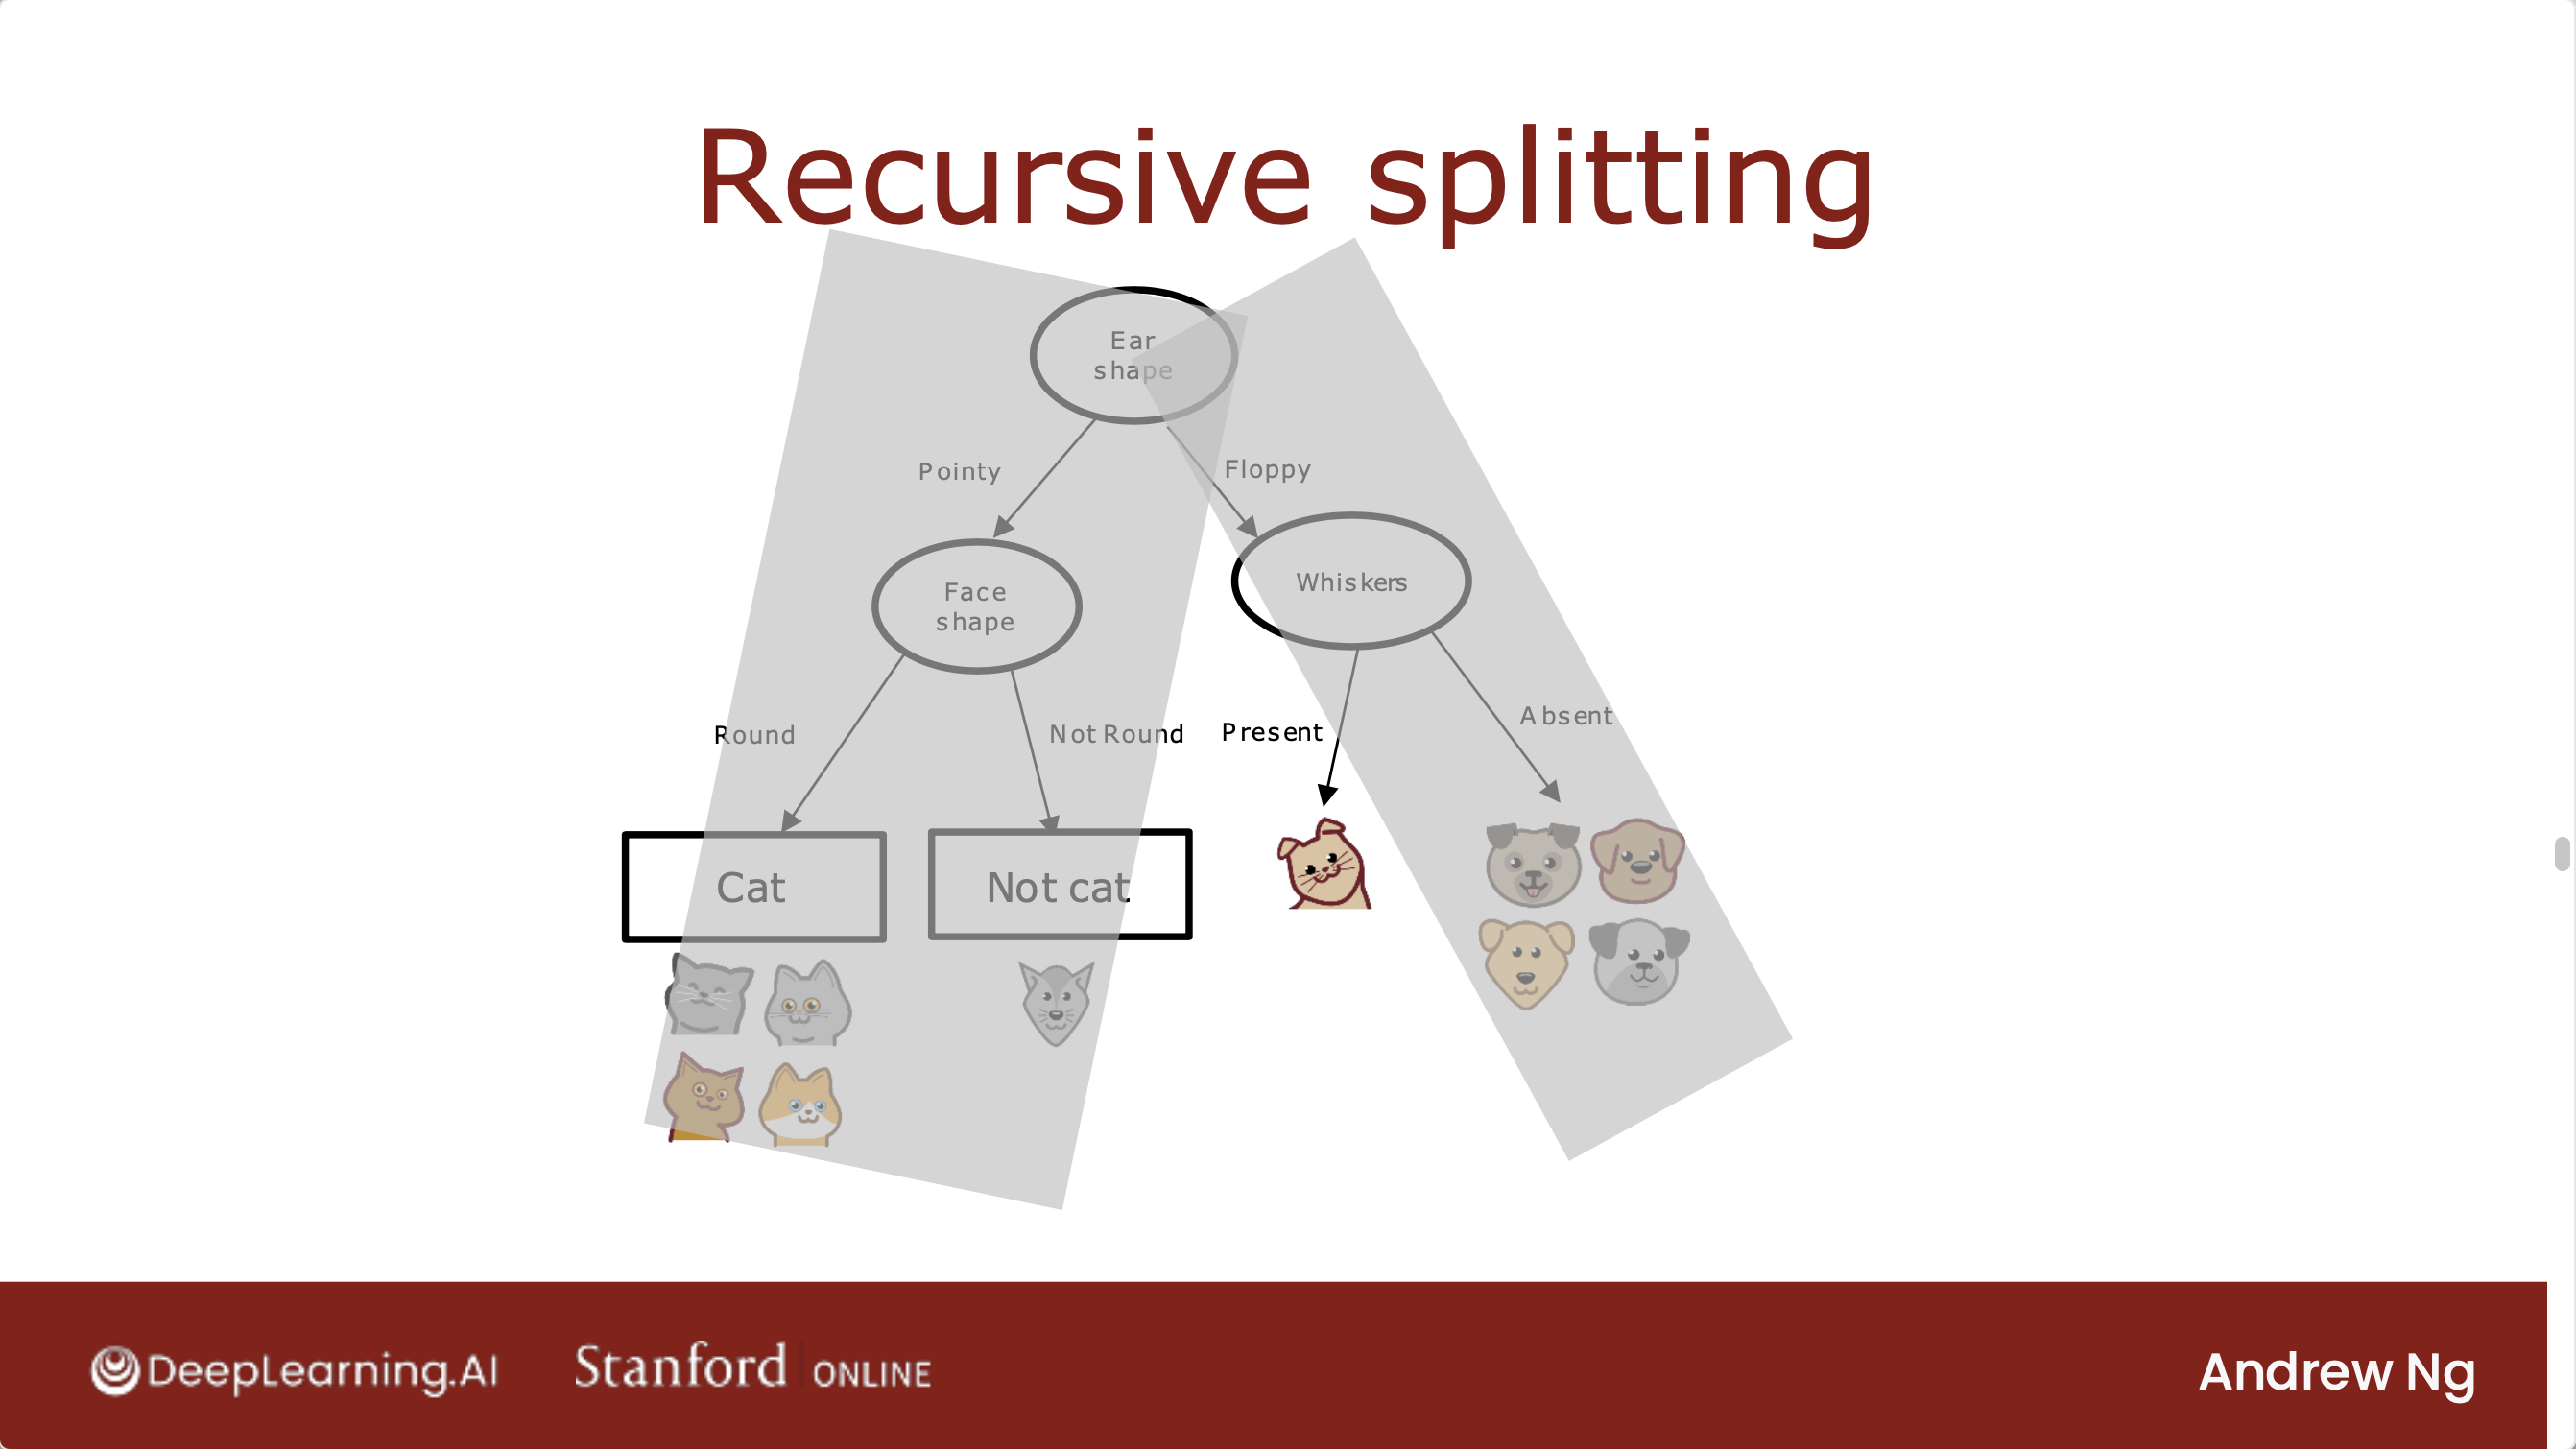 Recursive splitting
Ear
shape
Pointy
Floppy
Face
shape
Whiskers
Round
Not Round
Present
Absent
Cat
Not cat
DeepLearning.AI
Stanford ONLINE
Andrew Ng